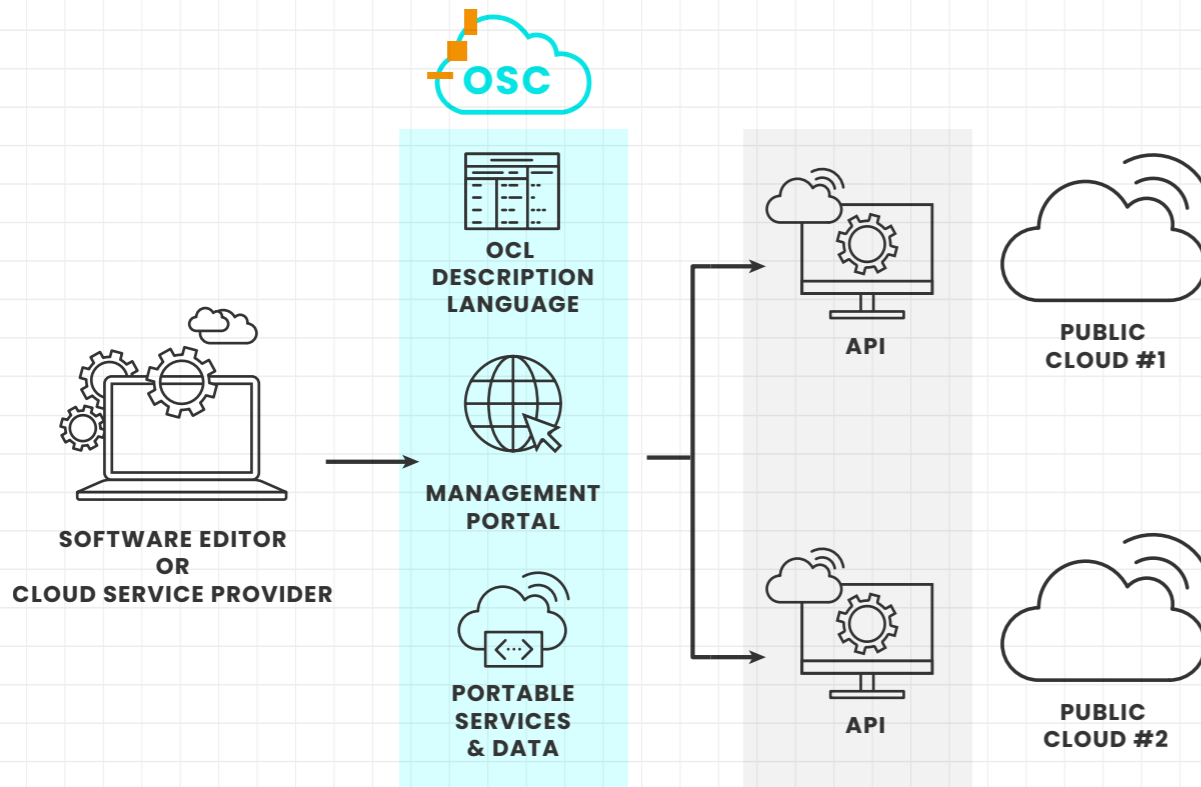 OSC
OCL
DESCRIPTION
LANGUAGE
MANAGEMENT
PORTAL
PORTABLE
SERVICES
& DATA
SOFTWARE EDITOR
OR
CLOUD SERVICE PROVIDER
API
PUBLIC
CLOUD #1
API
PUBLIC
CLOUD #2